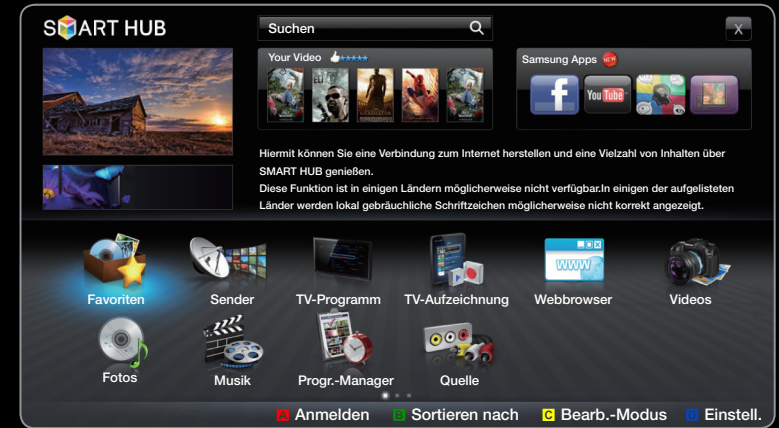 SMART HUB
Suchen
X
Your Video
Samsung Apps NEW
You Tube
GLADIATOR
Hiermit können Sie eine Verbindung zum Internet herstellen und eine Vielzahl von Inhalten über
SMART HUB genießen.
Diese Funktion ist in einigen Ländern möglicherweise nicht verfügbar.In einigen der aufgelisteten
Länder werden lokal gebräuchliche Schriftzeichen möglicherweise nicht korrekt angezeigt.
WWW
Favoriten Sender TV-Programm TV-Aufzeichnung Webbrowser Videos
Fotos Musik Progr.-Manager Quelle
A Anmelden B Sortieren nach C Bearb.-Modus D Einstell.